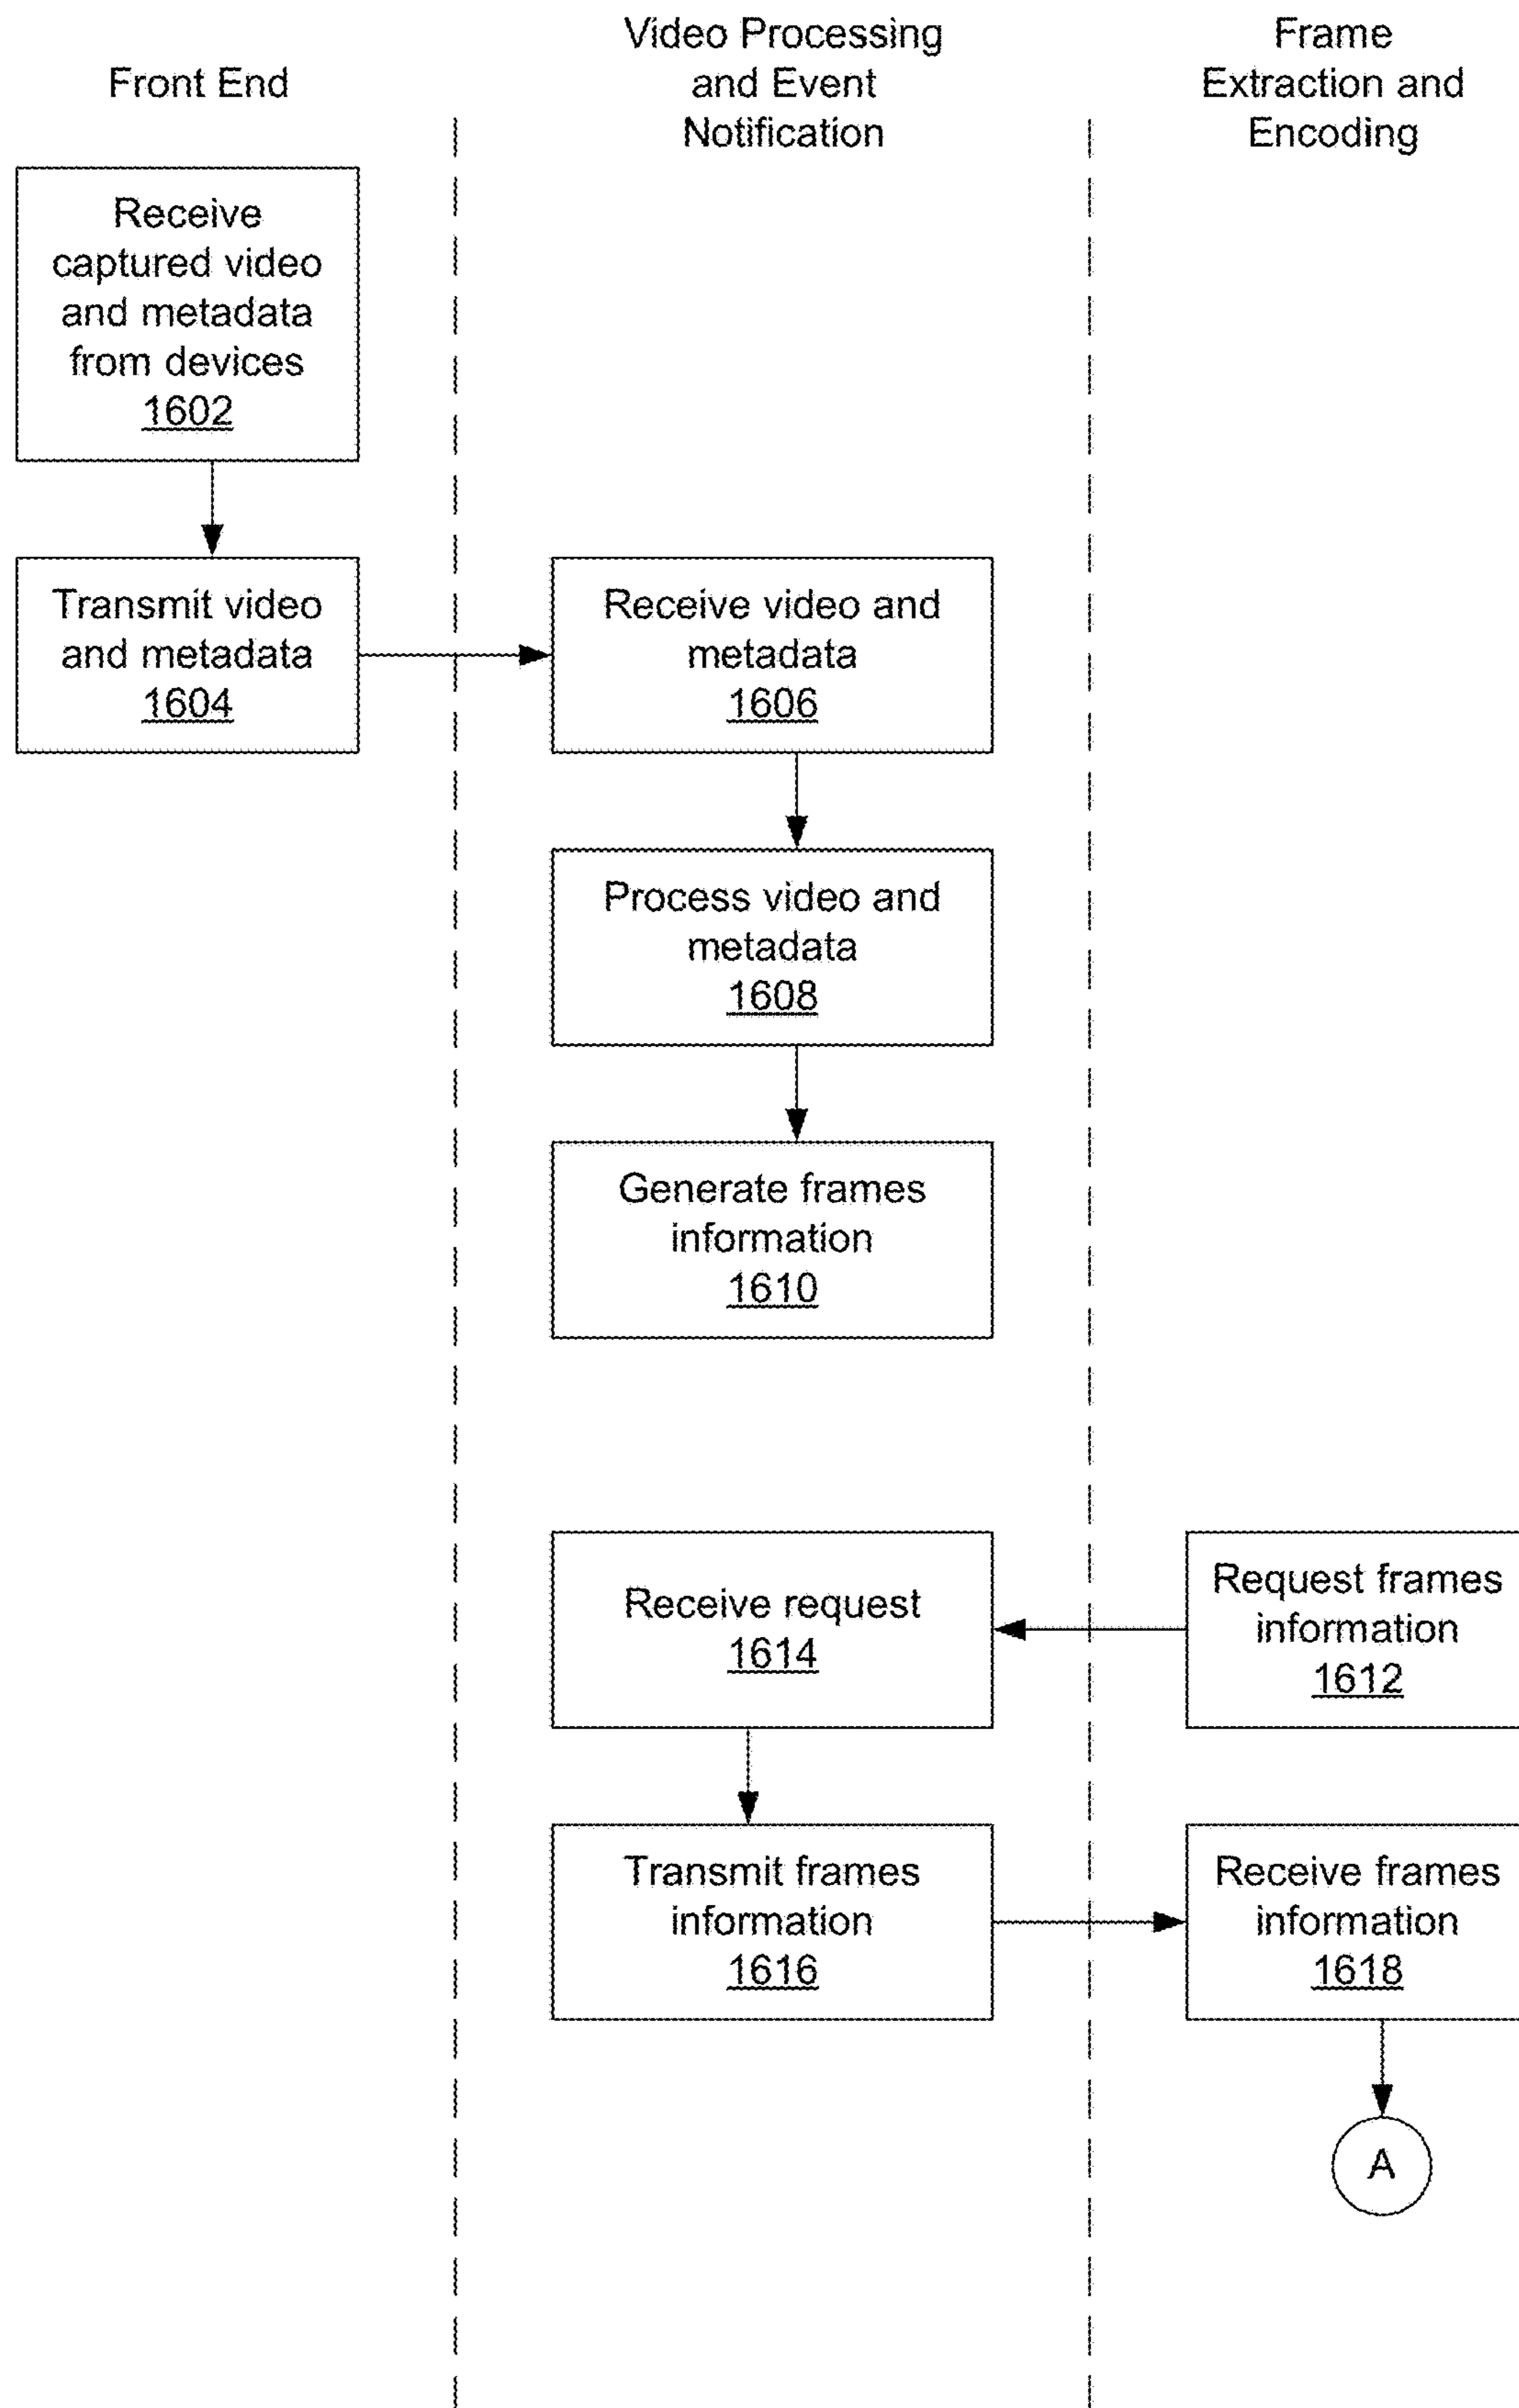 Front End
Video Processing
and Event
Notification
Frame
Extraction and
Encoding
Receive
captured video
and metadata
from devices
1602
Transmit video
and metadata
1604
Receive video and
metadata
1606
Process video and
metadata
1608
Generate frames
information
1610
Receive request
1614
Request frames
information
1612
Transmit frames
information
1616
Receive frames
information
1618
A